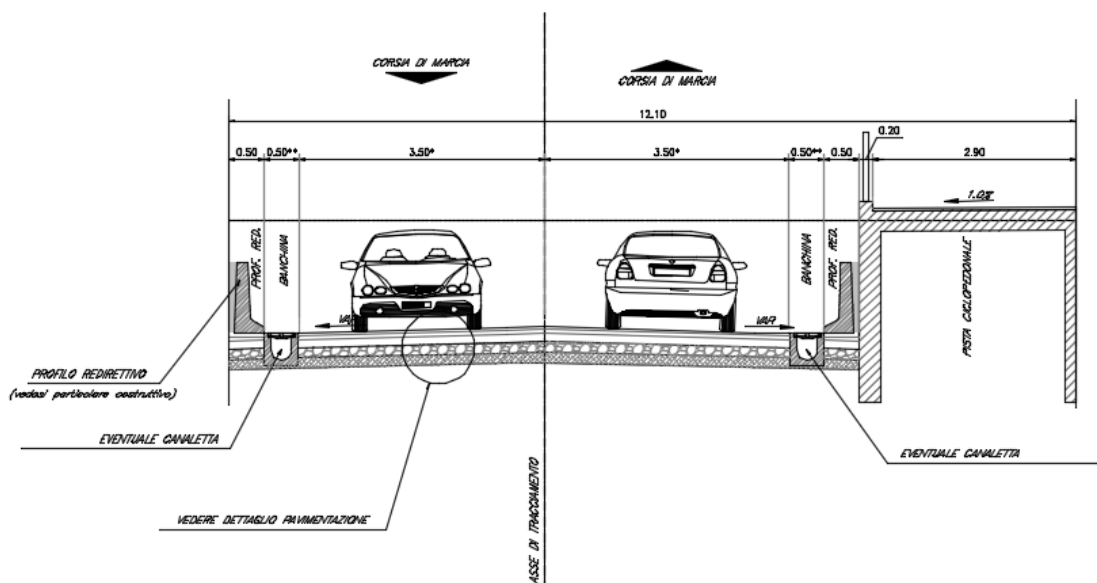 CORSIA DI MARCIA
CORSIA DI MARCIA
12.10
0.20
0.50
0.50**
3.50*
3.50*
0.50**
0.50
2.90
1.0%
PROF. RED.
BANCHINA
BANCHINA
PROF. RED.
PISTA CICLOPEDONALE
VAR
VAR
PROFILO REDIRETTIVO
(vedasi particolare costruttivo)
EVENTUALE CANALETTA
EVENTUALE CANALETTA
VEDERE DETTAGLIO PAVIMENTAZIONE
ASSE DI TRACCIAMENTO